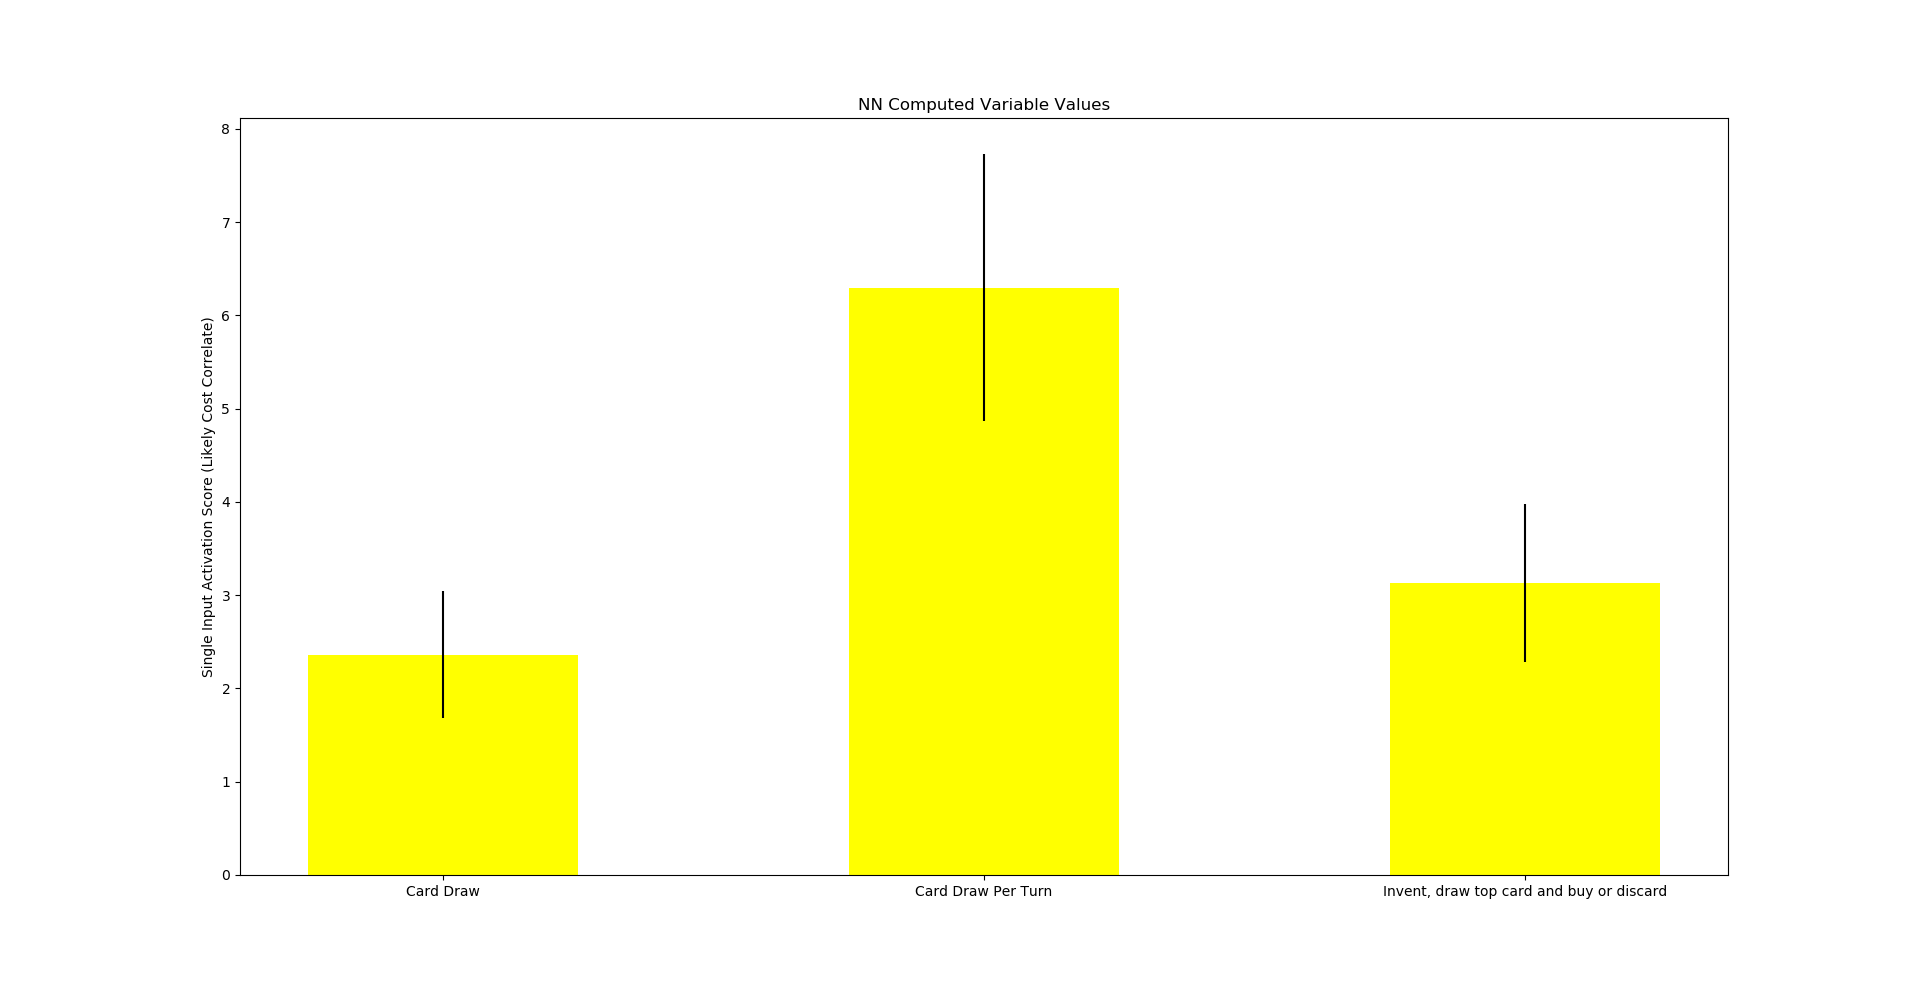 NN Computed Variable Values
8
7
6
5
4
3
2
1
0
Single Input Activation Score (Likely Cost Correlate)
Card Draw
Card Draw Per Turn
Invent, draw top card and buy or discard